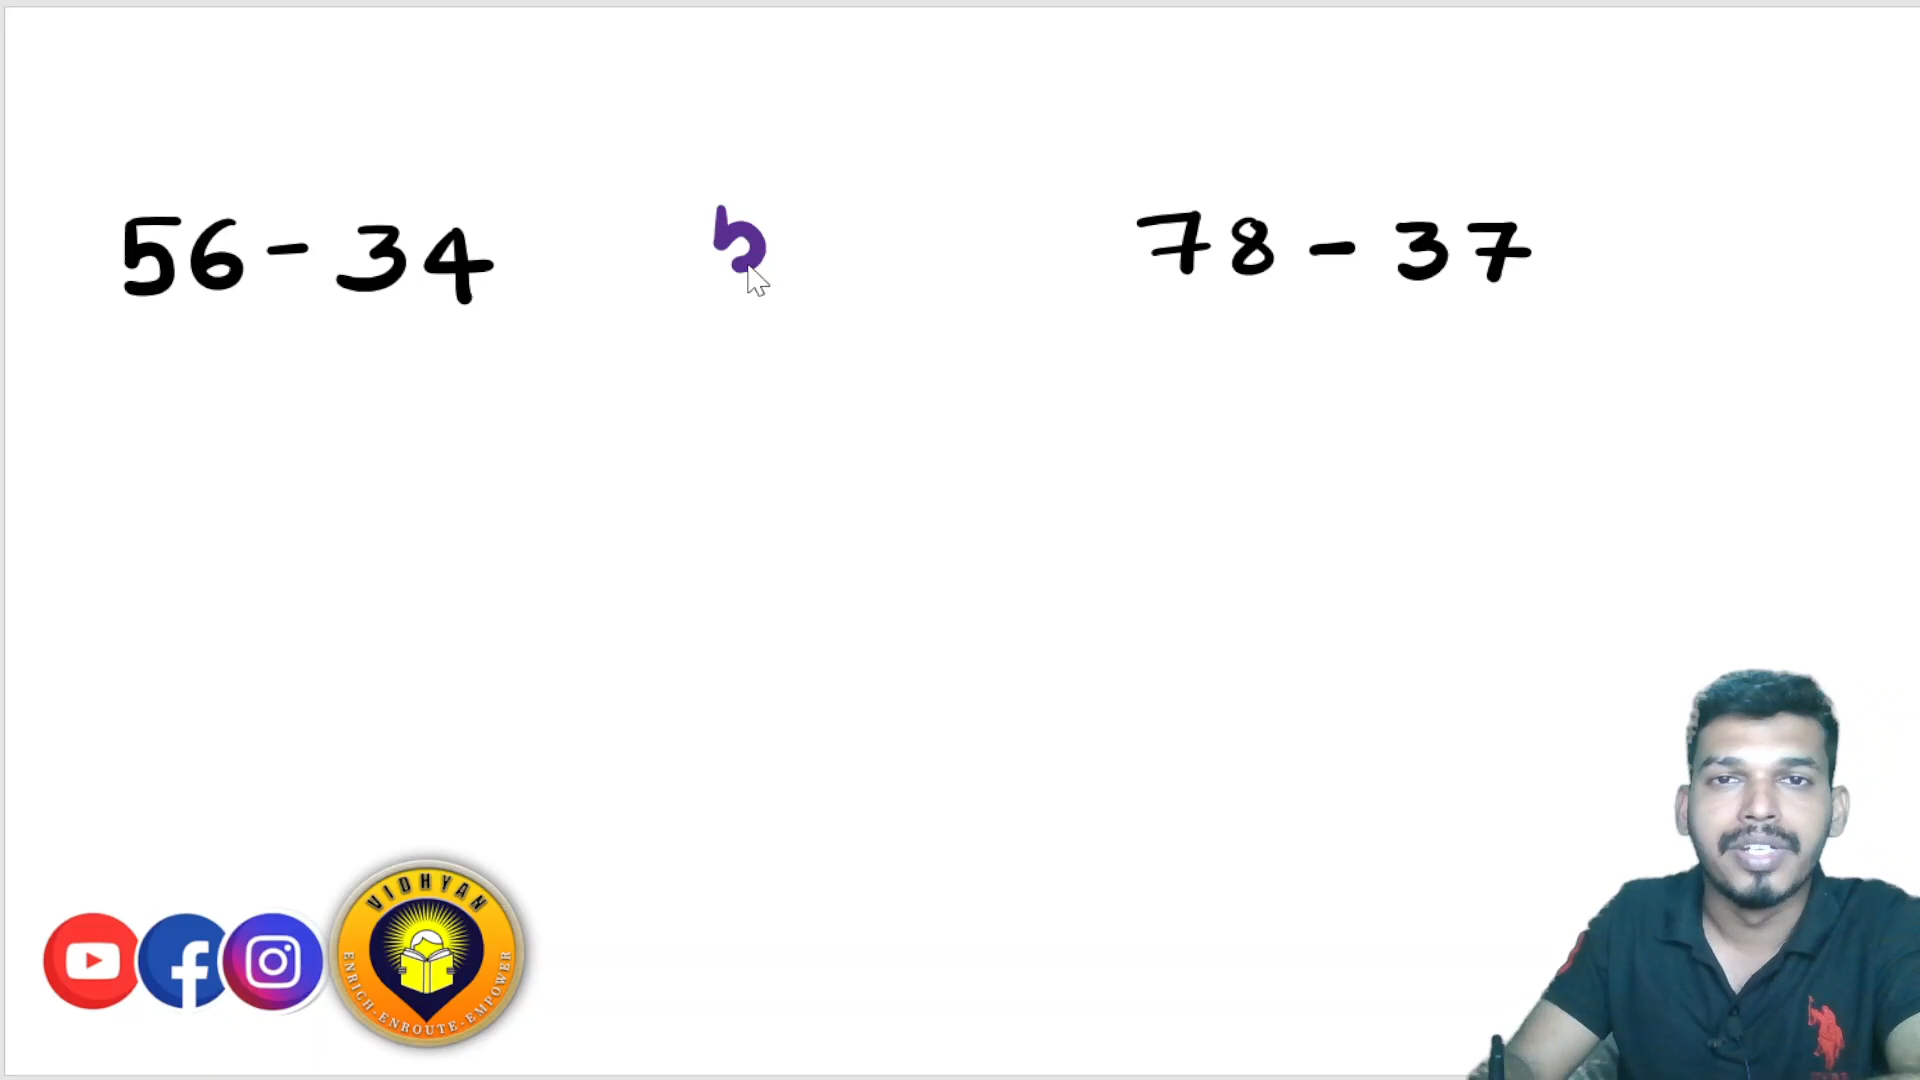 56 - 34
78 - 37
VIDHYAN
ENRICH-ENROUTE-EMPOWER